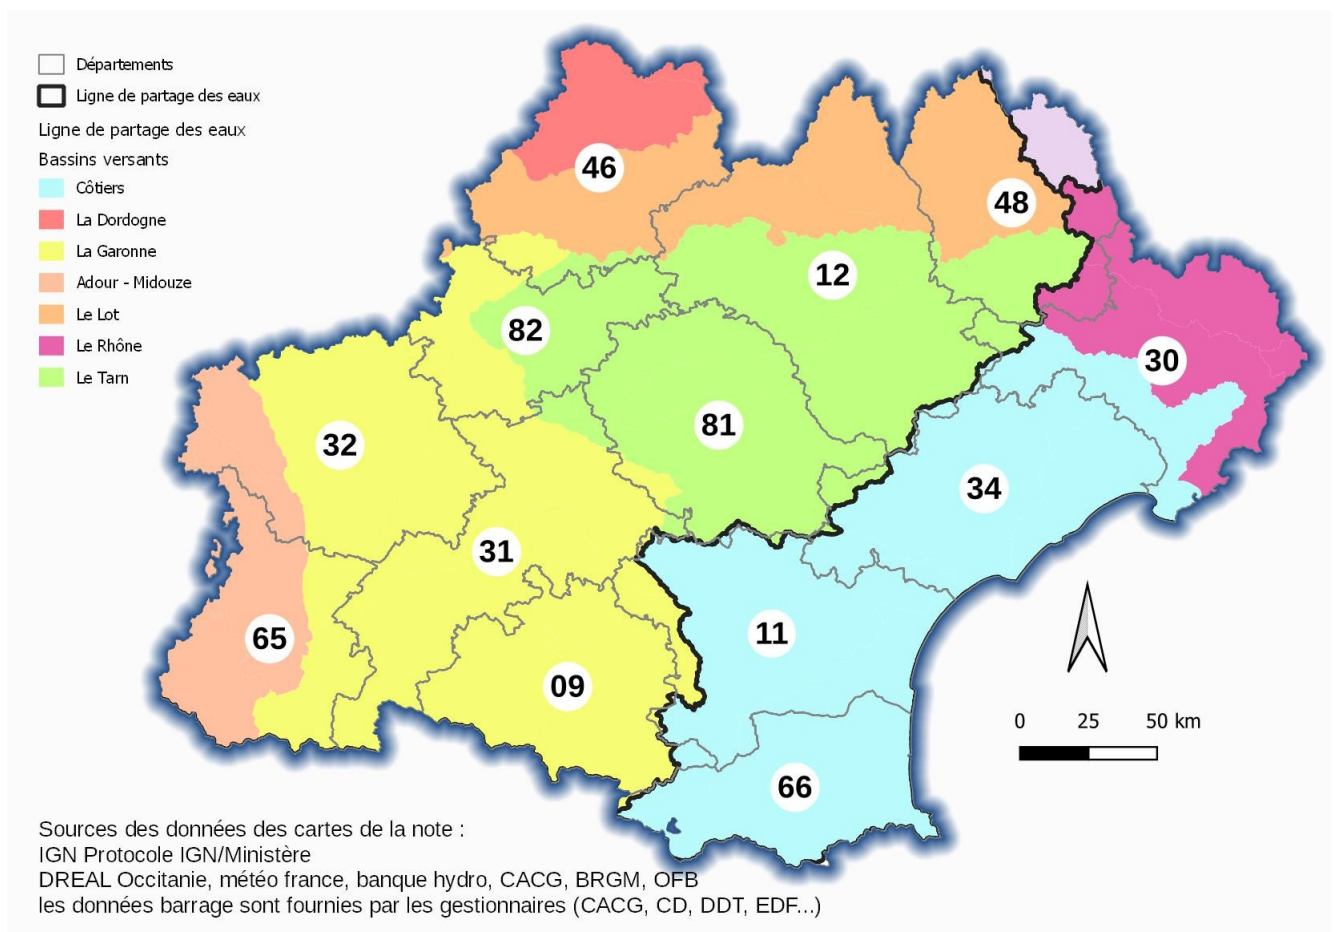 Départements
Ligne de partage des eaux
Ligne de partage des eaux
Bassins versants
Côtiers
La Dordogne
La Garonne
Adour - Midouze
Le Lot
Le Rhône
Le Tarn
46
48
12
82
30
81
32
34
31
11
65
09
66
0 25 50 km
Sources des données des cartes de la note :
IGN Protocole IGN/Ministère
DREAL Occitanie, météo france, banque hydro, CACG, BRGM, OFB
les données barrage sont fournies par les gestionnaires (CACG, CD, DDT, EDF...)